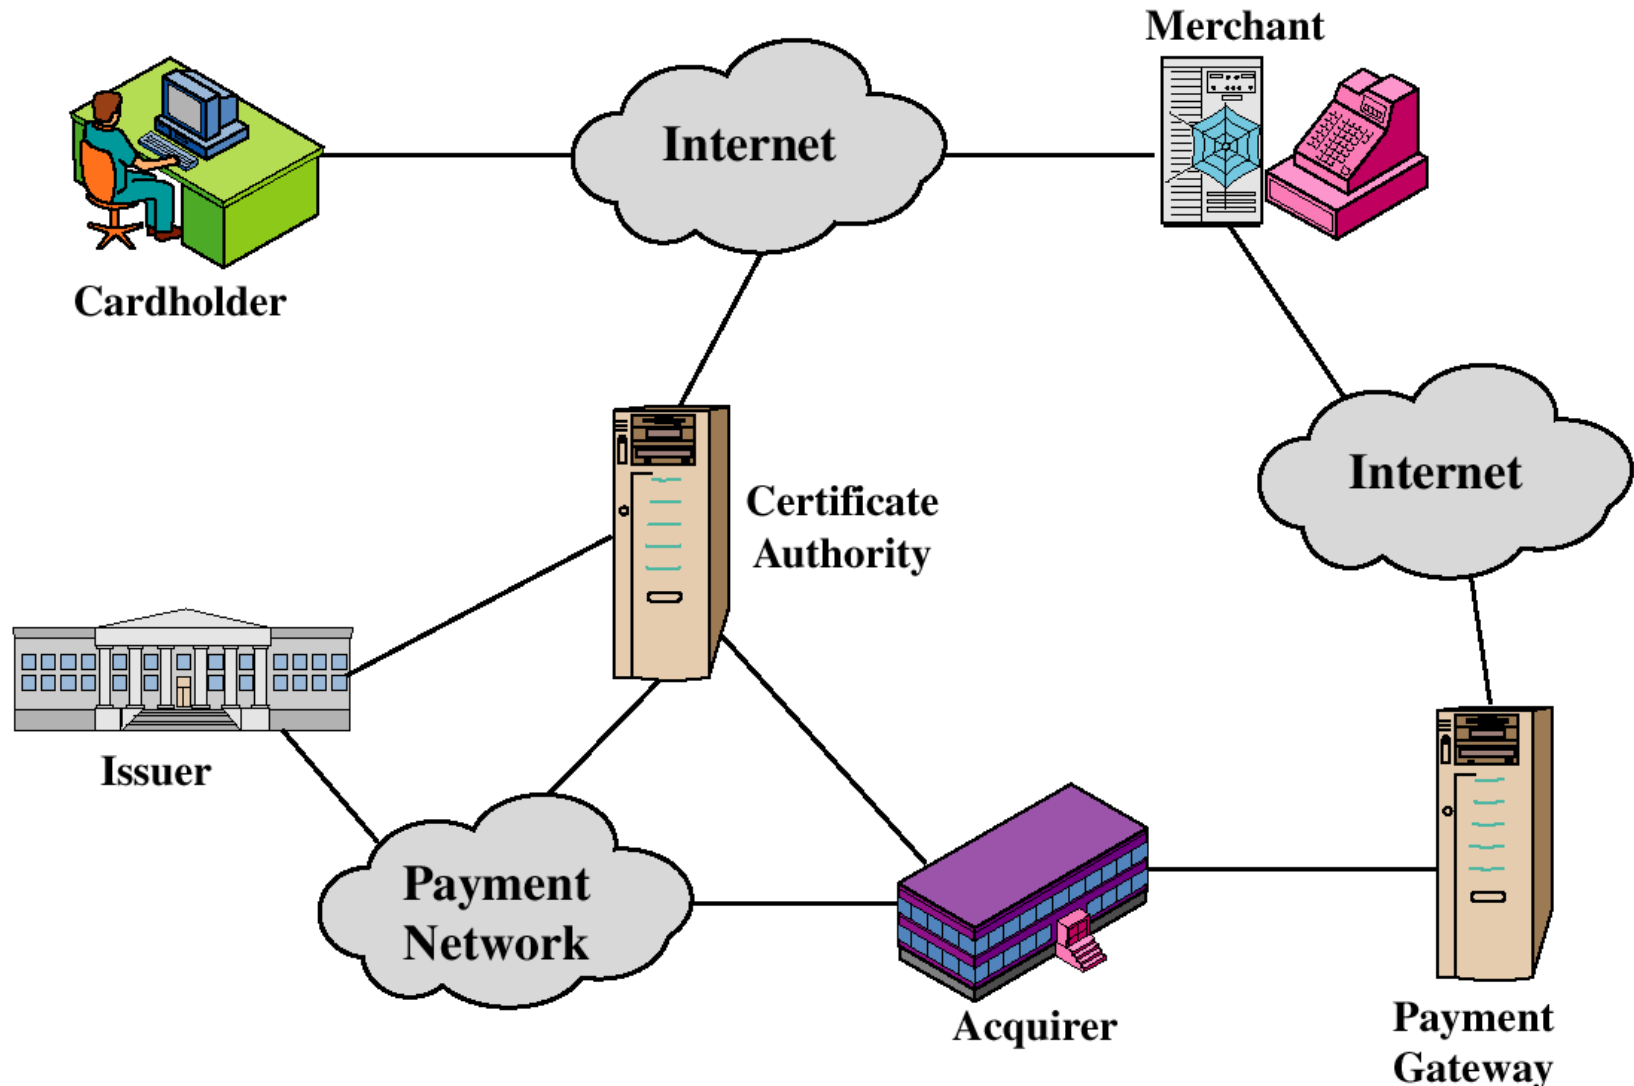 Merchant
Internet
Cardholder
Internet
Certificate
Authority
Issuer
Payment
Network
Acquirer
Payment
Gateway